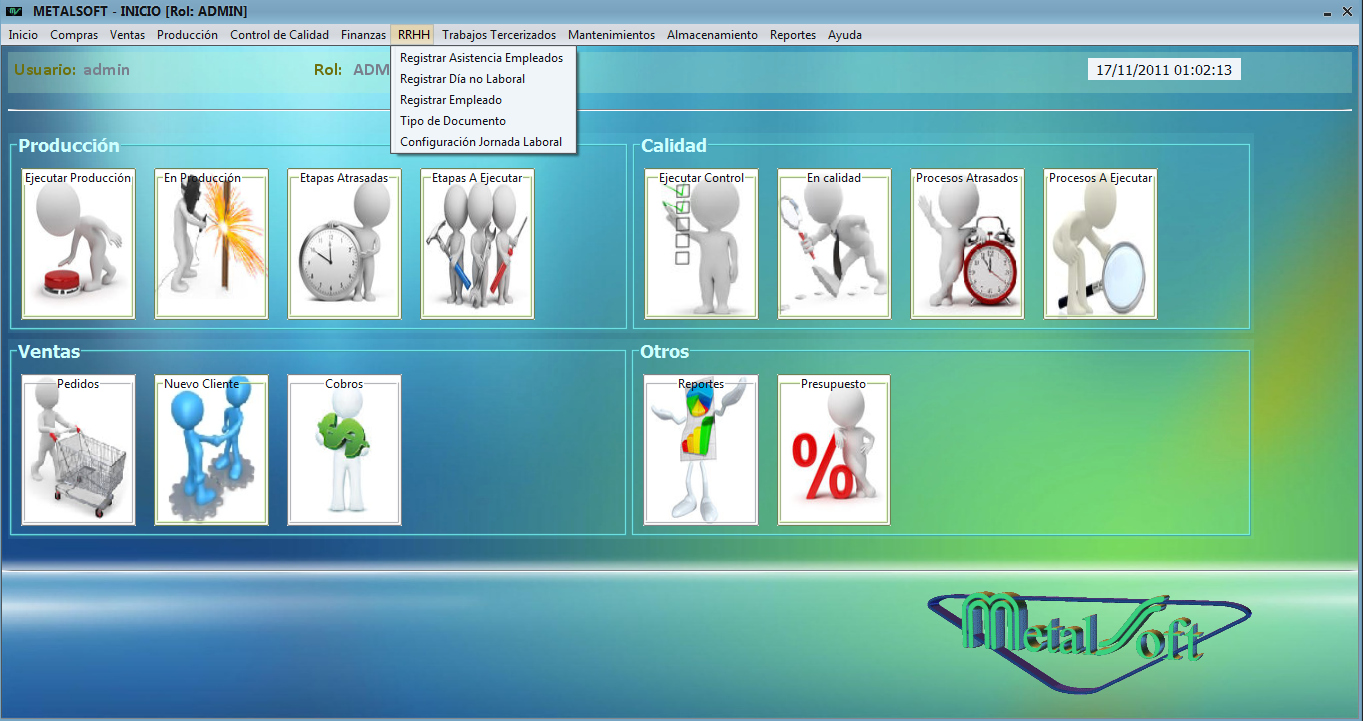 METALSOFT - INICIO [Rol: ADMIN]
Inicio Compras Ventas Producción Control de Calidad Finanzas RRHH Trabajos Tercerizados Mantenimientos Almacenamiento Reportes Ayuda
Registrar Asistencia Empleados
Registrar Día no Laboral
Registrar Empleado
Tipo de Documento
Configuración Jornada Laboral
Usuario: admin Rol: ADM 17/11/2011 01:02:13
Producción
Ejecutar Producción En Producción Etapas Atrasadas Etapas A Ejecutar
Calidad
Ejecutar Control En calidad Procesos Atrasados Procesos A Ejecutar
Ventas
Pedidos Nuevo Cliente Cobros
Otros
Reportes Presupuesto
MetalSoft